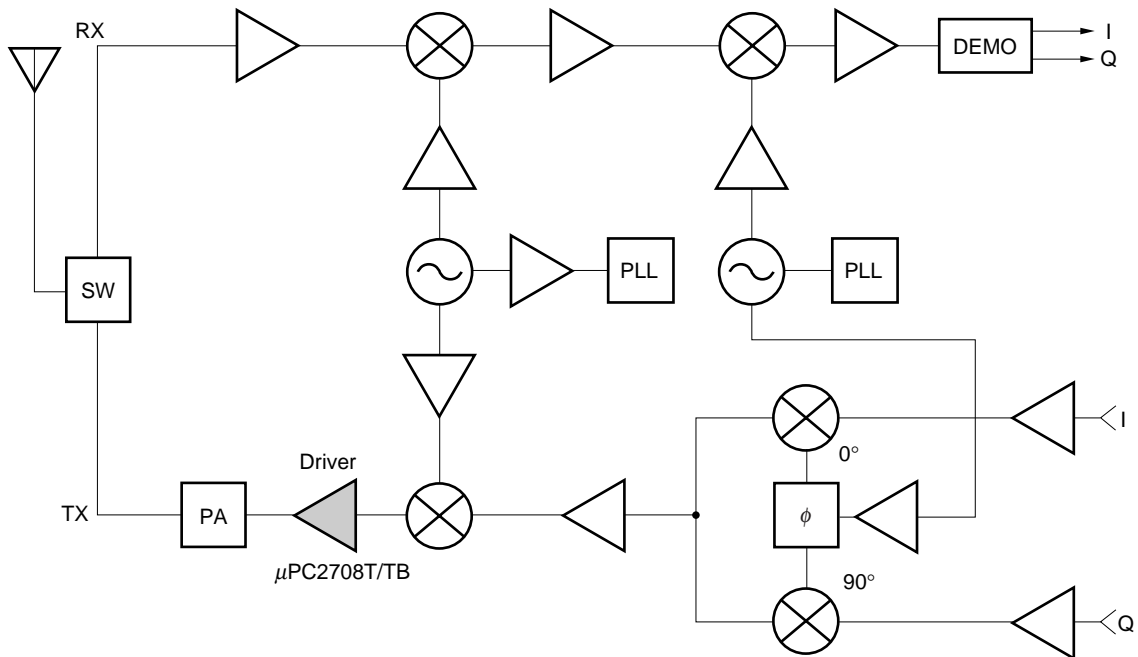 RX
I
DEMO
Q
PLL
PLL
SW
I
0°
Driver
TX
PA
ϕ
µPC2708T/TB
90°
Q